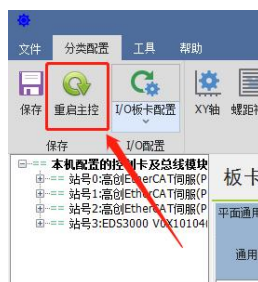 文件 分类配置 工具 帮助
保存 重启主控 I/O板卡配置 XY轴 螺距补
保存 I/O配置
本机配置的控制卡及总线模块
站号0:高创EtherCAT伺服(P
站号1:高创EtherCAT伺服(P
站号2:高创EtherCAT伺服(P
站号3:EDS3000 V0X10104(
板卡
平面通用
通用